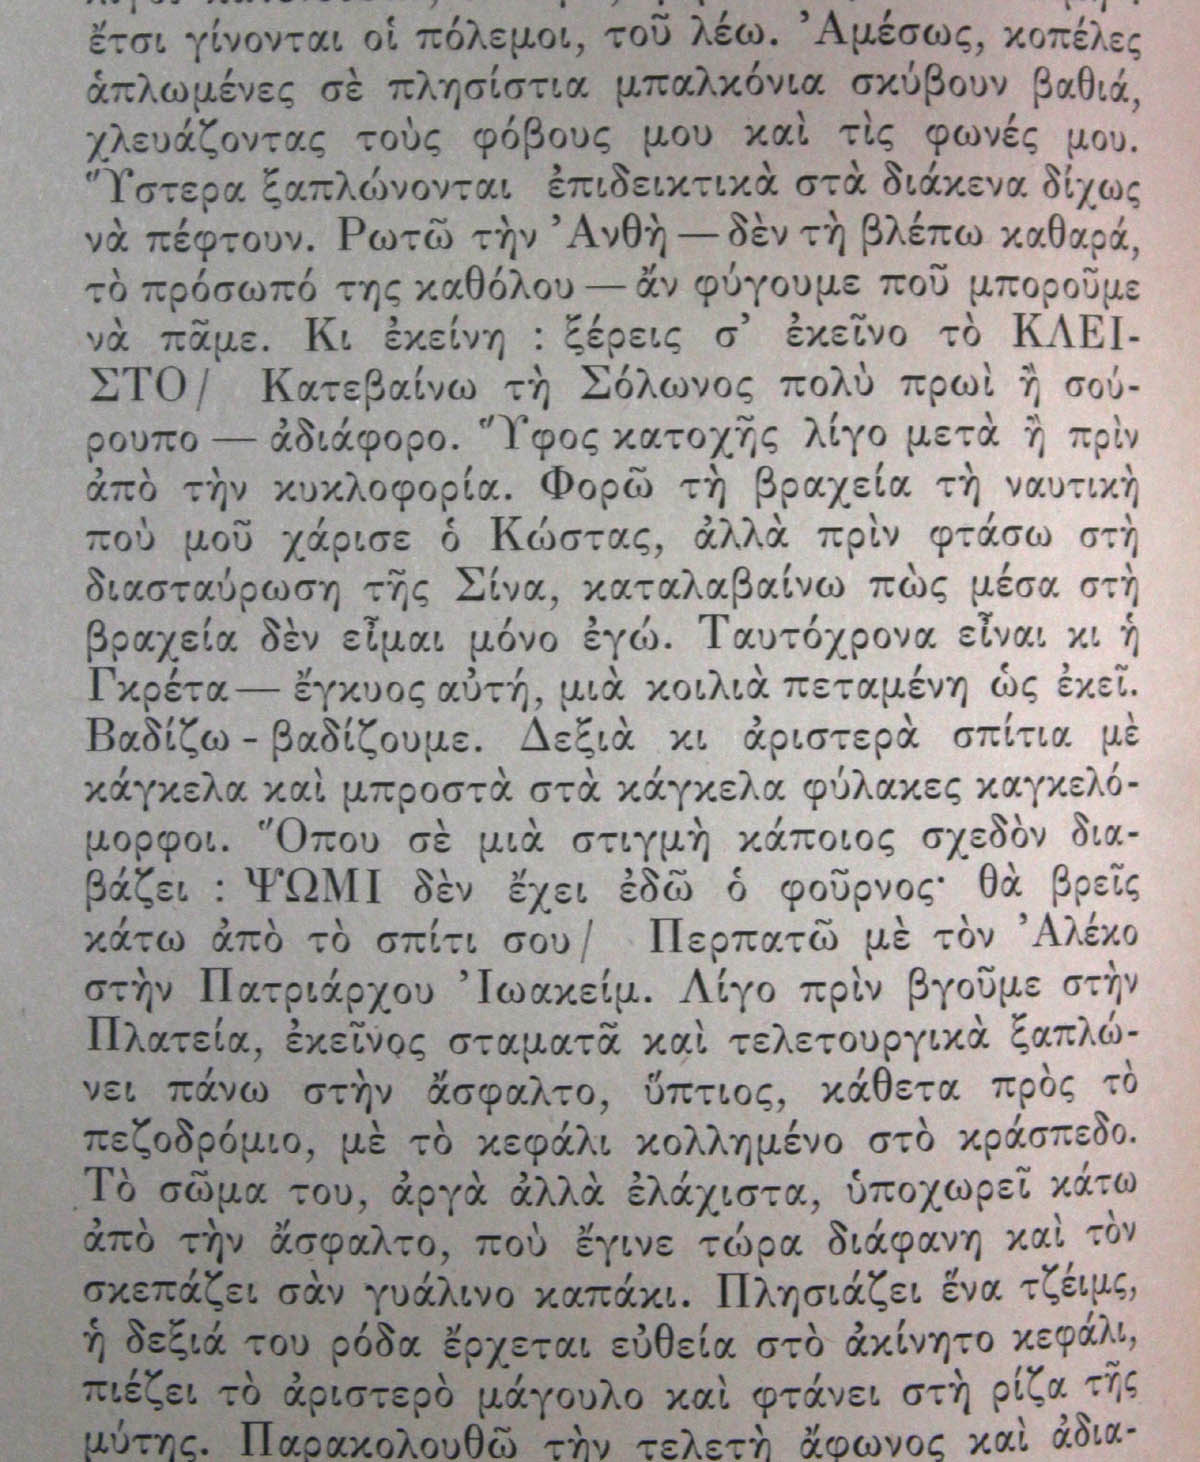 ἔτσι γίνονται οἱ πόλεμοι, τοῦ λέω. Ἀμέσως, κοπέλες
ἁπλωμένες σὲ πλησίστια μπαλκόνια σκύβουν βαθιά,
χλευάζοντας τοὺς φόβους μου καὶ τὶς φωνές μου.
Ὕστερα ξαπλώνονται ἐπιδεικτικὰ στὰ διάκενα δίχως
νὰ πέφτουν. Ρωτῶ τὴν Ἀνθὴ — δὲν τὴ βλέπω καθαρά,
τὸ πρόσωπό της καθόλου — ἄν φύγουμε ποῦ μποροῦμε
νὰ πᾶμε. Κι ἐκείνη : ξέρεις σ' ἐκεῖνο τὸ ΚΛΕΙ-
ΣΤΟ/ Κατεβαίνω τὴ Σόλωνος πολὺ πρωὶ ἢ σού-
ρουπο — ἀδιάφορο. Ὕφος κατοχῆς λίγο μετὰ ἢ πρὶν
ἀπὸ τὴν κυκλοφορία. Φορῶ τὴ βραχεία τὴ ναυτικὴ
ποὺ μοῦ χάρισε ὁ Κώστας, ἀλλὰ πρὶν φτάσω στὴ
διασταύρωση τῆς Σίνα, καταλαβαίνω πὼς μέσα στὴ
βραχεία δὲν εἶμαι μόνο ἐγώ. Ταυτόχρονα εἶναι κι ἡ
Γκρέτα — ἔγκυος αὐτή, μιὰ κοιλιὰ πεταμένη ὡς ἐκεῖ.
Βαδίζω - βαδίζουμε. Δεξιὰ κι ἀριστερὰ σπίτια μὲ
κάγκελα καὶ μπροστὰ στὰ κάγκελα φύλακες καγκελό-
μορφοι. Ὅπου σὲ μιὰ στιγμὴ κάποιος σχεδὸν δια-
βάζει : ΨΩΜΙ δὲν ἔχει ἐδῶ ὁ φοῦρνος· θὰ βρεῖς
κάτω ἀπὸ τὸ σπίτι σου/ Περπατῶ μὲ τὸν Ἀλέκο
στὴν Πατριάρχου Ἰωακείμ. Λίγο πρὶν βγοῦμε στὴν
Πλατεία, ἐκεῖνος σταματᾶ καὶ τελετουργικὰ ξαπλώ-
νει πάνω στὴν ἄσφαλτο, ὕπτιος, κάθετα πρὸς τὸ
πεζοδρόμιο, μὲ τὸ κεφάλι κολλημένο στὸ κράσπεδο.
Τὸ σῶμα του, ἀργὰ ἀλλὰ ἐλάχιστα, ὑποχωρεῖ κάτω
ἀπὸ τὴν ἄσφαλτο, ποὺ ἔγινε τώρα διάφανη καὶ τὸν
σκεπάζει σὰν γυάλινο καπάκι. Πλησιάζει ἕνα τζέιμς,
ἡ δεξιά του ρόδα ἔρχεται εὐθεία στὸ ἀκίνητο κεφάλι,
πιέζει τὸ ἀριστερὸ μάγουλο καὶ φτάνει στὴ ρίζα τῆς
μύτης. Παρακολουθῶ τὴν τελετὴ ἄφωνος καὶ ἀδια-